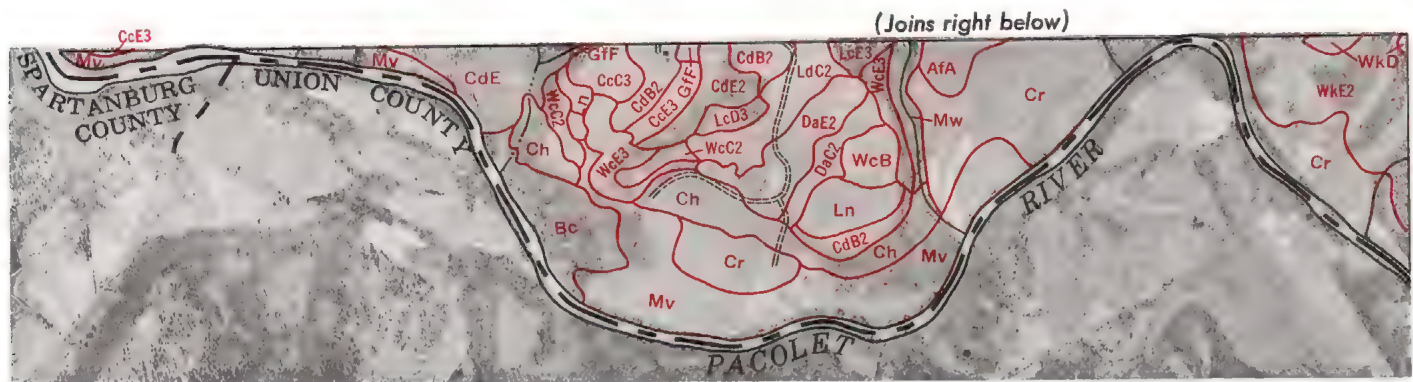 (Joins right below)
CcE3
Mv
Mv
CdE
GfF
CcC3
CdB2
CcE3
GfF
CdB2
CdE2
LcD3
LdC2
LcE3
WcE3
AfA
Cr
Mw
WkD
WkE2
Cr
SPARTANBURG
COUNTY
UNION COUNTY
WcC2
Ln
Ch
WcE3
WcC2
DaE2
DaC2
WcB
Ch
Ln
CdB2
Ch
Mv
Bc
Cr
Mv
PACOLET RIVER